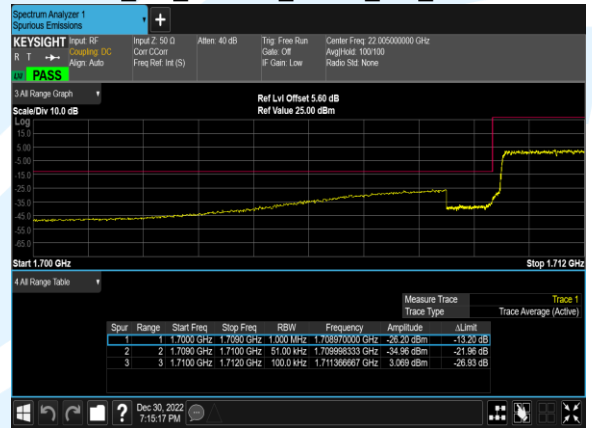 Spectrum Analyzer 1
Spurious Emissions
KEYSIGHT Input: RF Input Z: 50 Ω Atten: 40 dB Trig: Free Run Center Freq: 22.005000000 GHz
R T Coupling: DC Corr CCorr Gate: Off Avg|Hold: 100/100
Align: Auto Freq Ref: Int (S) IF Gain: Low Radio Std: None
PASS
3 All Range Graph
Ref Lvl Offset 5.60 dB
Scale/Div 10.0 dB Ref Value 25.00 dBm
Log
15.0
5.00
-5.00
-15.0
-25.0
-35.0
-45.0
-55.0
-65.0
Start 1.700 GHz Stop 1.712 GHz
4 All Range Table
Measure Trace Trace 1
Trace Type Trace Average (Active)
Spur Range Start Freq Stop Freq RBW Frequency Amplitude ΔLimit
1 1 1.7000 GHz 1.7090 GHz 1.000 MHz 1.708970000 GHz -26.20 dBm -13.20 dB
2 2 1.7090 GHz 1.7100 GHz 51.00 kHz 1.709998333 GHz -34.96 dBm -21.96 dB
3 3 1.7100 GHz 1.7120 GHz 100.0 kHz 1.711366667 GHz 3.069 dBm -26.93 dB
? Dec 30, 2022
7:15:17 PM